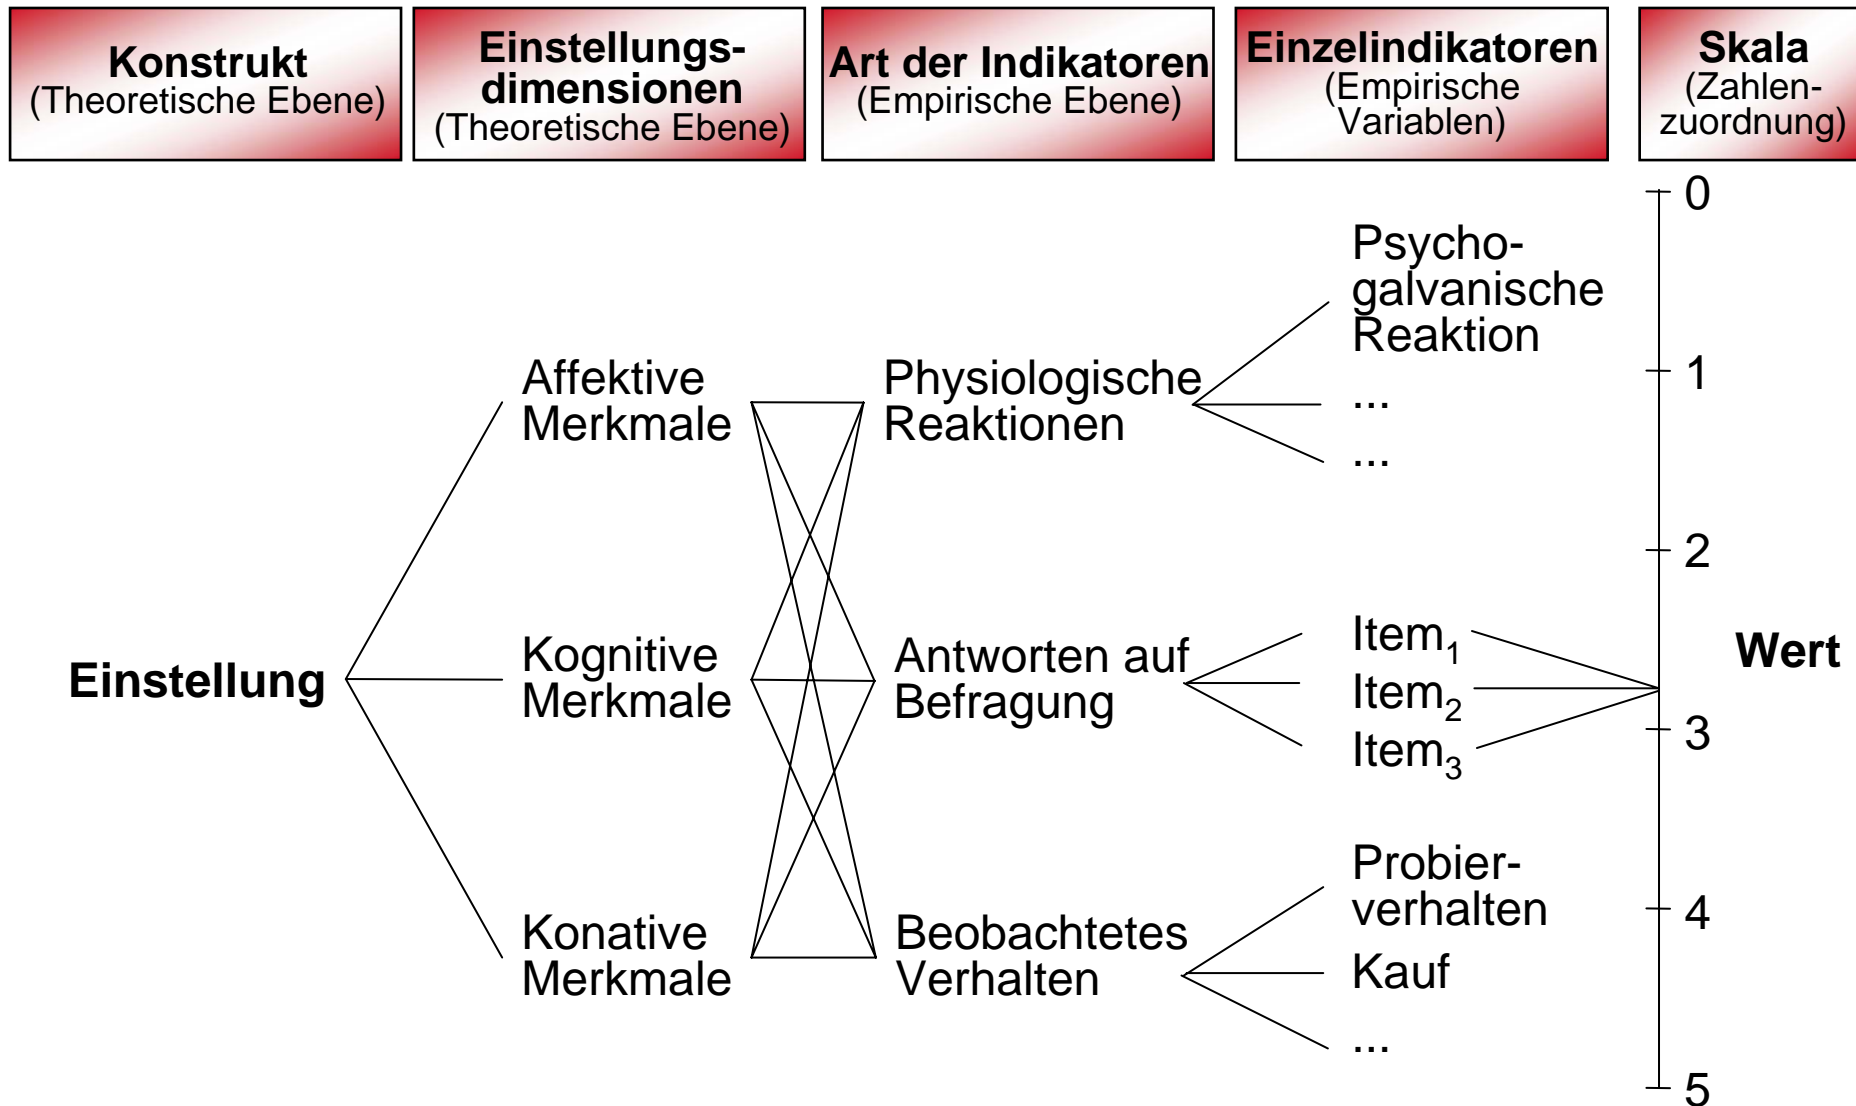 Konstrukt
(Theoretische Ebene)
Einstellungs-
dimensionen
(Theoretische Ebene)
Art der Indikatoren
(Empirische Ebene)
Einzelindikatoren
(Empirische
Variablen)
Skala
(Zahlen-
zuordnung)
Einstellung
Affektive
Merkmale
Kognitive
Merkmale
Konative
Merkmale
Physiologische
Reaktionen
Antworten auf
Befragung
Beobachtetes
Verhalten
Psycho-
galvanische
Reaktion
...
...
Item1
Item2
Item3
Probier-
verhalten
Kauf
...
0
1
2
3
4
5
Wert